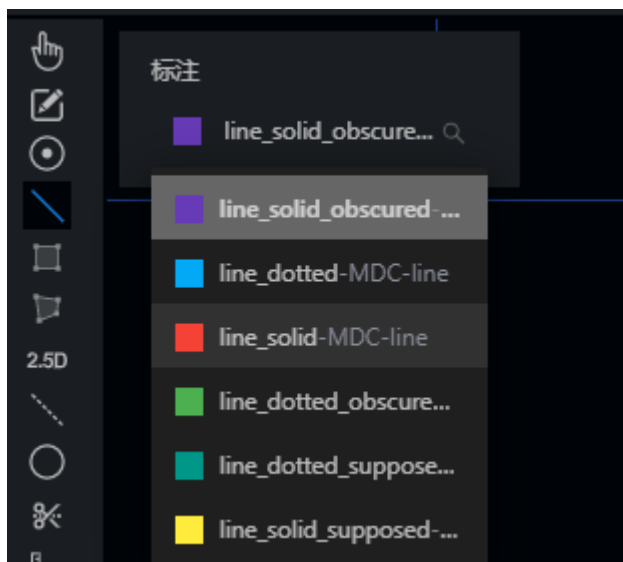 标注
line_solid_obscure...
line_solid_obscured-...
line_dotted-MDC-line
line_solid-MDC-line
2.5D
line_dotted_obscure...
line_dotted_suppose...
line_solid_supposed-...